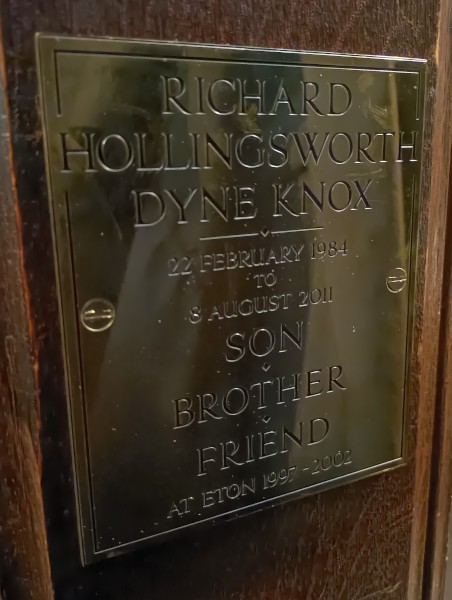 RICHARD
HOLLINGSWORTH
DYNE KNOX
22 FEBRUARY 1984
TO
8 AUGUST 2011
SON
BROTHER
FRIEND
AT ETON 1997-2002